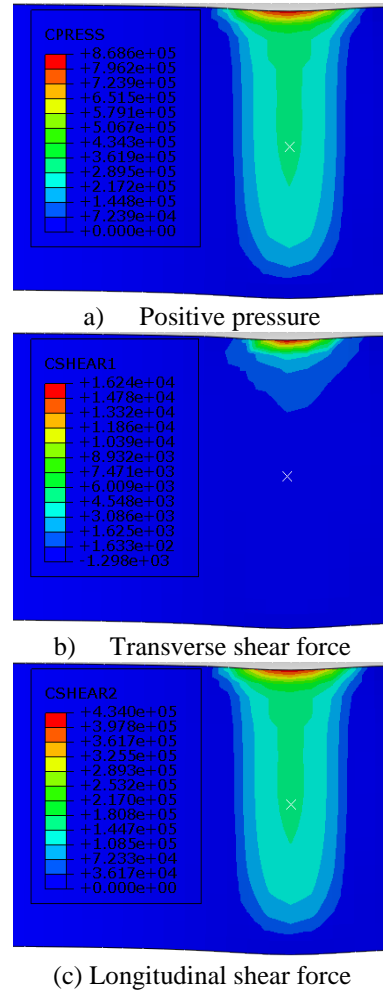 CPRESS
+8.686e+05
+7.962e+05
+7.239e+05
+6.515e+05
+5.791e+05
+5.067e+05
+4.343e+05
+3.619e+05
+2.895e+05
+2.172e+05
+1.448e+05
+7.239e+04
+0.000e+00
a) Positive pressure
CSHEAR1
+1.624e+04
+1.478e+04
+1.332e+04
+1.186e+04
+1.039e+04
+8.932e+03
+7.471e+03
+6.009e+03
+4.548e+03
+3.086e+03
+1.625e+03
+1.633e+02
-1.298e+03
b) Transverse shear force
CSHEAR2
+4.340e+05
+3.978e+05
+3.617e+05
+3.255e+05
+2.893e+05
+2.532e+05
+2.170e+05
+1.808e+05
+1.447e+05
+1.085e+05
+7.233e+04
+3.617e+04
+0.000e+00
(c) Longitudinal shear force